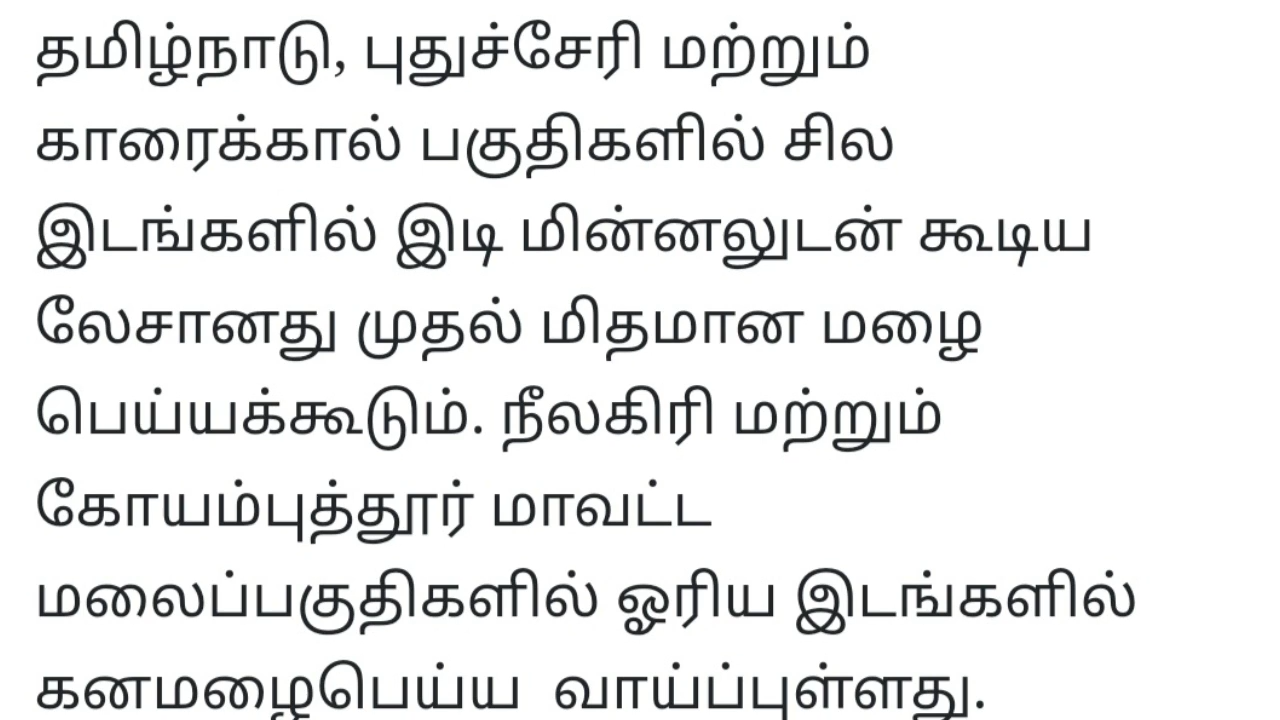 தமிழ்நாடு, புதுச்சேரி மற்றும்
காரைக்கால் பகுதிகளில் சில
இடங்களில் இடி மின்னலுடன் கூடிய
லேசானது முதல் மிதமான மழை
பெய்யக்கூடும். நீலகிரி மற்றும்
கோயம்புத்தூர் மாவட்ட
மலைப்பகுதிகளில் ஓரிய இடங்களில்
கனமழைபெய்ய  வாய்ப்புள்ளது.